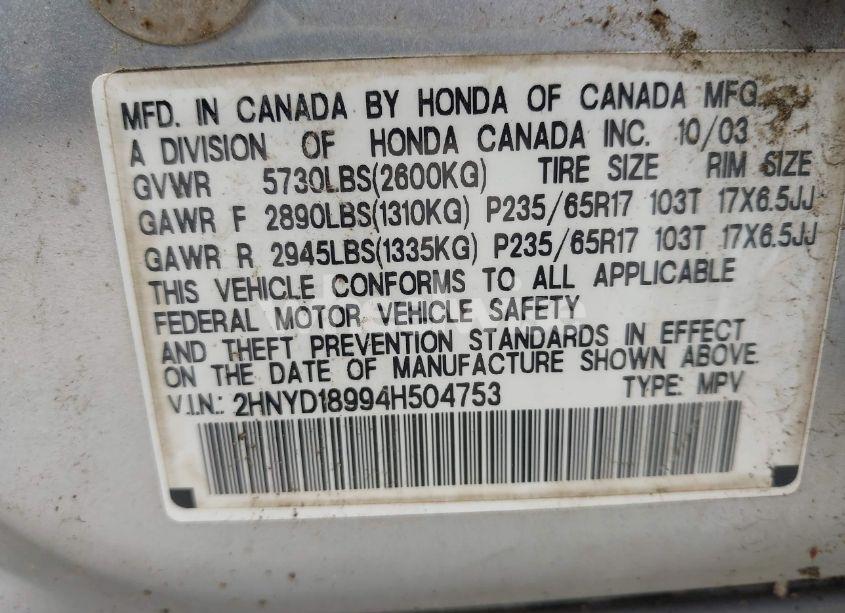 MFD. IN CANADA BY HONDA OF CANADA MFG.
A DIVISION OF HONDA CANADA INC. 10/03
GVWR 5730LBS(2600KG) TIRE SIZE RIM SIZE
GAWR F 2890LBS(1310KG) P235/65R17 103T 17X6.5JJ
GAWR R 2945LBS(1335KG) P235/65R17 103T 17X6.5JJ
THIS VEHICLE CONFORMS TO ALL APPLICABLE
FEDERAL MOTOR VEHICLE SAFETY
AND THEFT PREVENTION STANDARDS IN EFFECT
ON THE DATE OF MANUFACTURE SHOWN ABOVE.
V.I.N.: 2HNYD18994H504753 TYPE: MPV